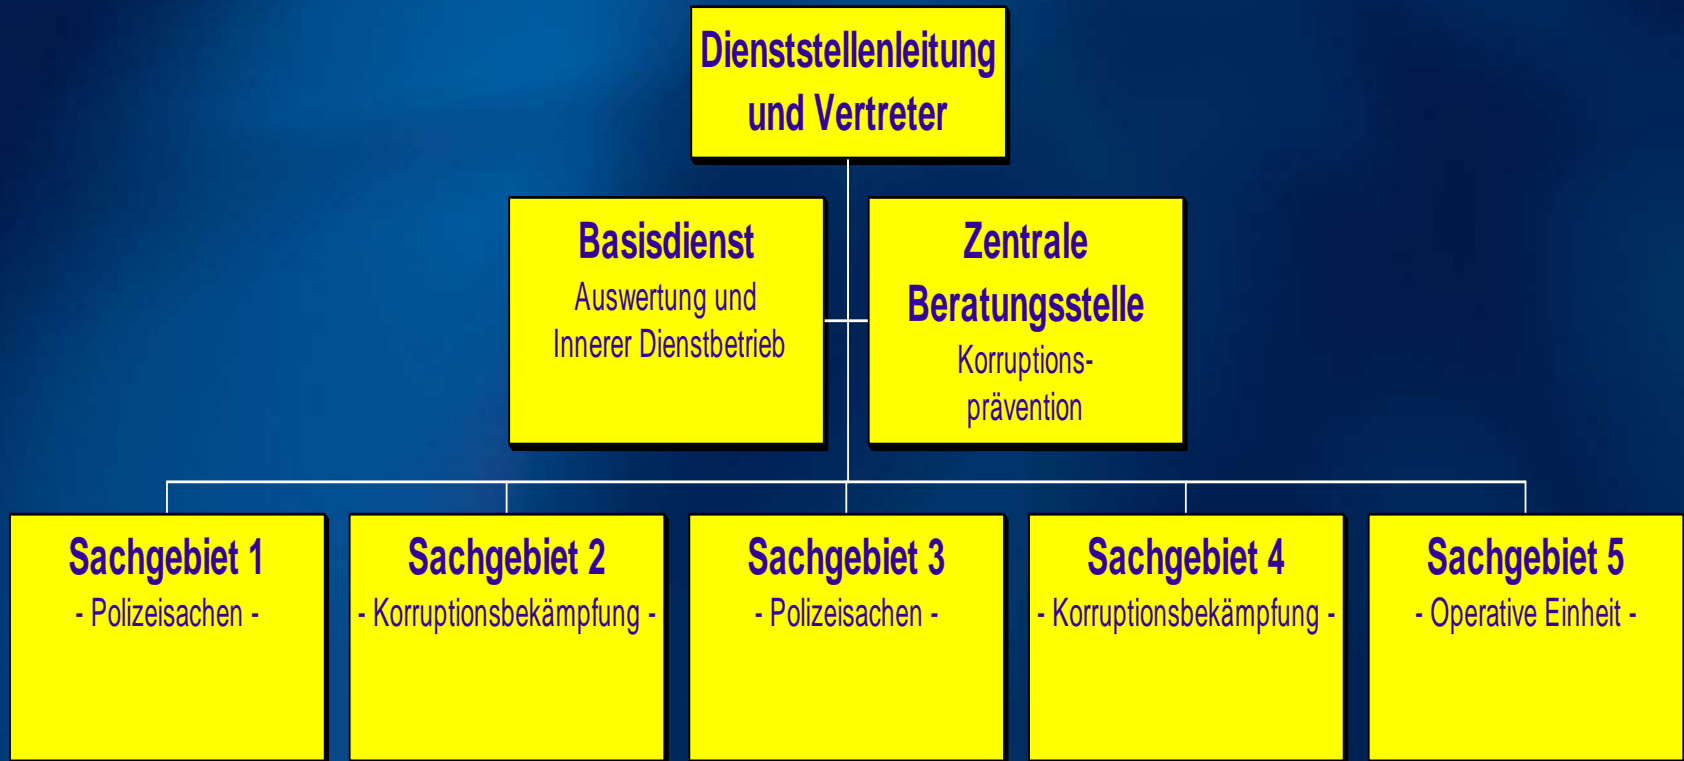 Dienststellenleitung
und Vertreter
Basisdienst
Auswertung und
Innerer Dienstbetrieb
Zentrale
Beratungsstelle
Korruptions-
prävention
Sachgebiet 1
- Polizeisachen -
Sachgebiet 2
- Korruptionsbekämpfung -
Sachgebiet 3
- Polizeisachen -
Sachgebiet 4
- Korruptionsbekämpfung -
Sachgebiet 5
- Operative Einheit -